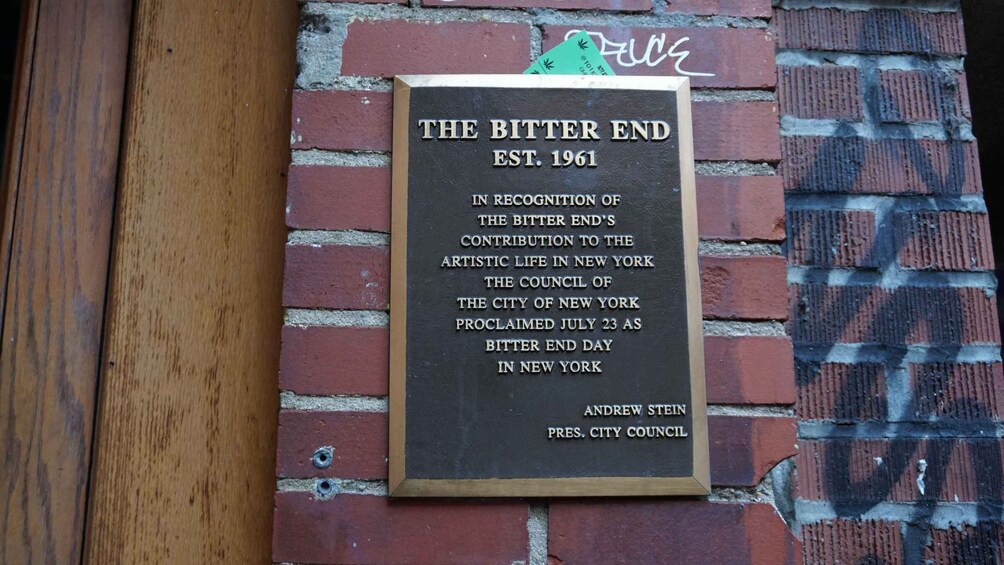 THE BITTER END
EST. 1961
IN RECOGNITION OF
THE BITTER END'S
CONTRIBUTION TO THE
ARTISTIC LIFE IN NEW YORK
THE COUNCIL OF
THE CITY OF NEW YORK
PROCLAIMED JULY 23 AS
BITTER END DAY
IN NEW YORK
ANDREW STEIN
PRES. CITY COUNCIL